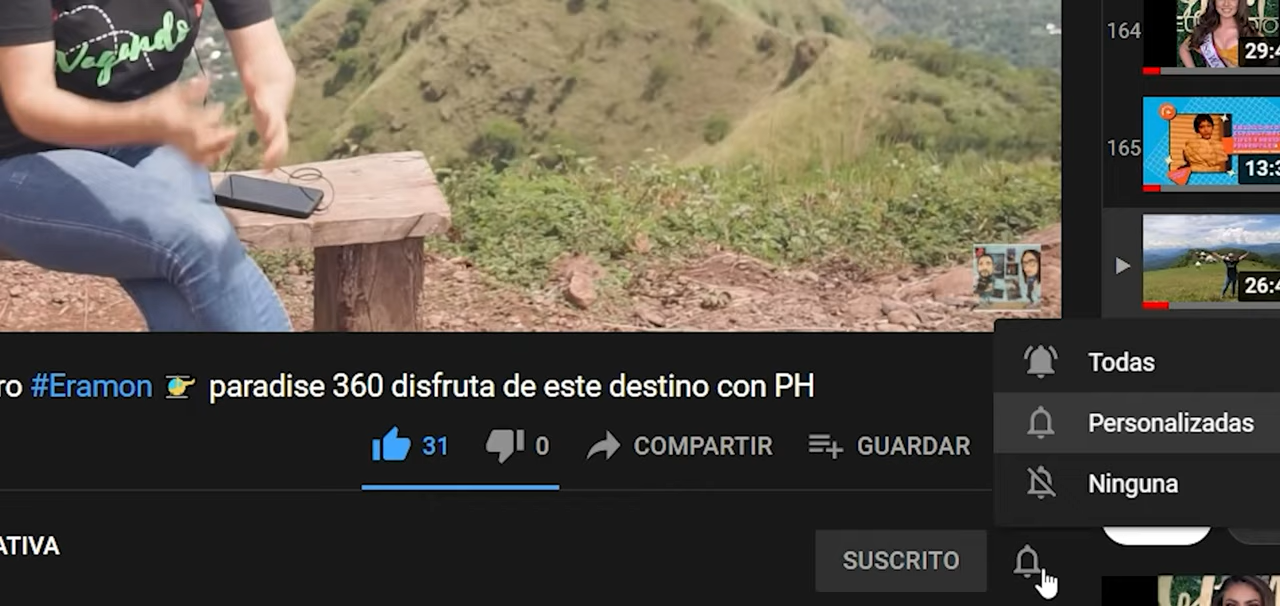 Vagundo
164
29:4
165
13:3
26:4
ro #Eramon paradise 360 disfruta de este destino con PH
31 0 COMPARTIR GUARDAR
Todas
Personalizadas
Ninguna
ATIVA
SUSCRITO